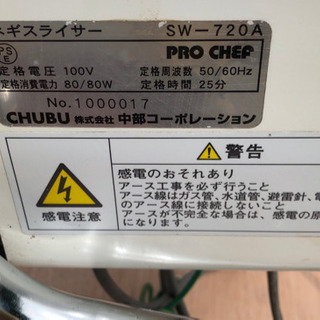 ネギスライサー SW-720A
PS E
PRO CHEF
定格電圧 100V 定格周波数 50/60Hz
定格消費電力 80/80W 定格時間 25分
No.1000017
CHUBU 株式会社 中部コーポレーション
警告
感電のおそれあり
アース工事を必ず行うこと
アース線はガス管、水道管、避雷針、電
のアース線に接続しないこと
アースが不完全な場合は、感電の原
になります。
感電注意